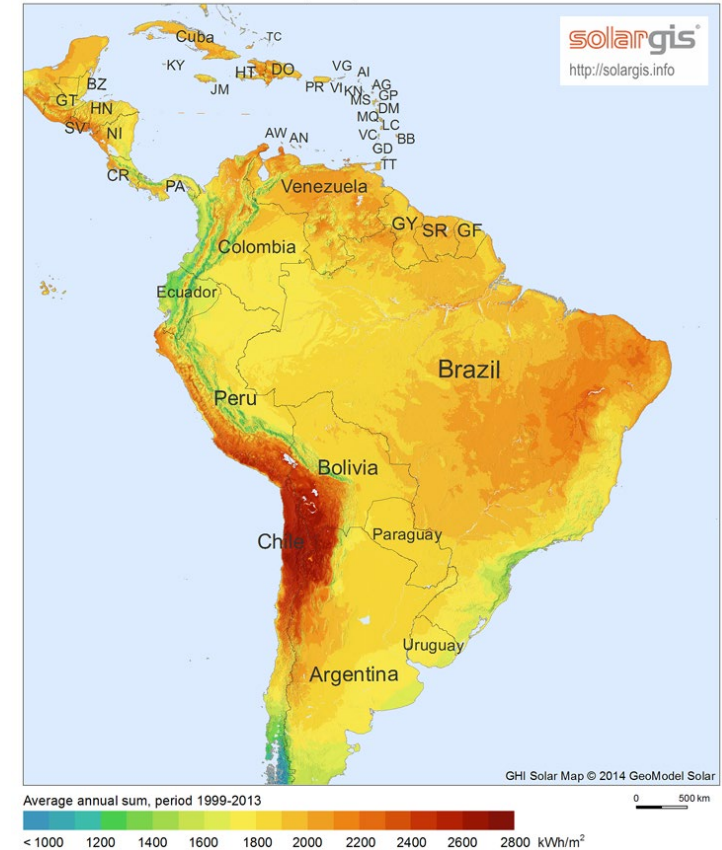 solargis
http://solargis.info
Cuba
TC
KY
HT
DO
JM
PR
VG
AI
VI
KN
AG
MS
GP
DM
MQ
LC
VC
BB
GD
TT
AW
AN
BZ
GT
HN
SV
NI
CR
PA
Venezuela
GY
SR
GF
Colombia
Ecuador
Brazil
Peru
Bolivia
Chile
Paraguay
Uruguay
Argentina
GHI Solar Map © 2014 GeoModel Solar
Average annual sum, period 1999-2013
0 500 km
< 1000 1200 1400 1600 1800 2000 2200 2400 2600 2800 kWh/m²